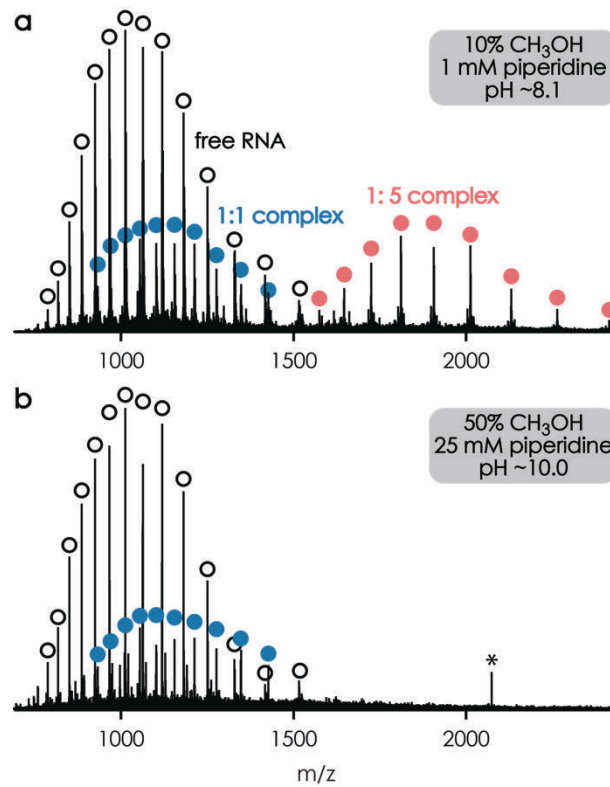 a
10% CH₃OH
1 mM piperidine
pH ~8.1
free RNA
1:1 complex
1: 5 complex
1000 1500 2000
b
50% CH₃OH
25 mM piperidine
pH ~10.0
*
1000 1500 2000
m/z